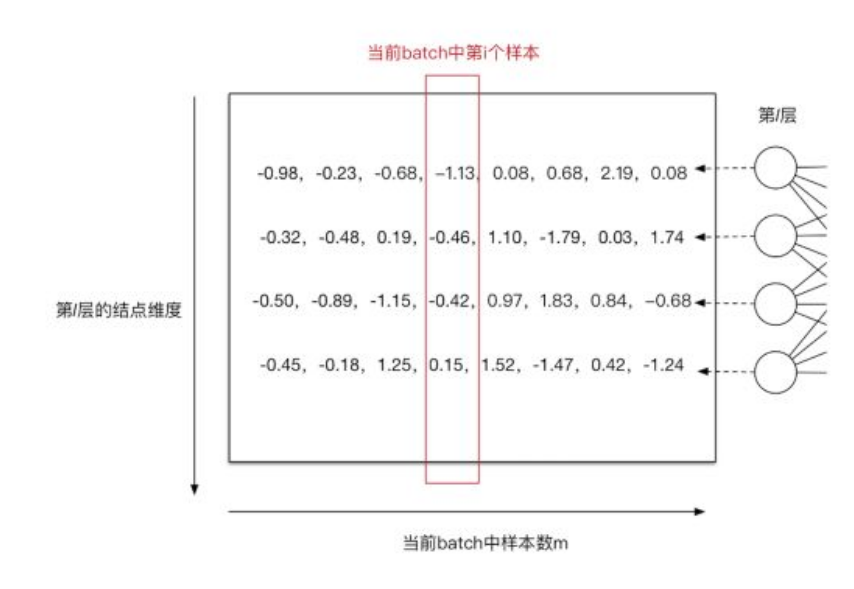 当前batch中第i个样本
第l层
-0.98, -0.23, -0.68, -1.13, 0.08, 0.68, 2.19, 0.08
-0.32, -0.48, 0.19, -0.46, 1.10, -1.79, 0.03, 1.74
-0.50, -0.89, -1.15, -0.42, 0.97, 1.83, 0.84, -0.68
第l层的结点维度
-0.45, -0.18, 1.25, 0.15, 1.52, -1.47, 0.42, -1.24
当前batch中样本数m